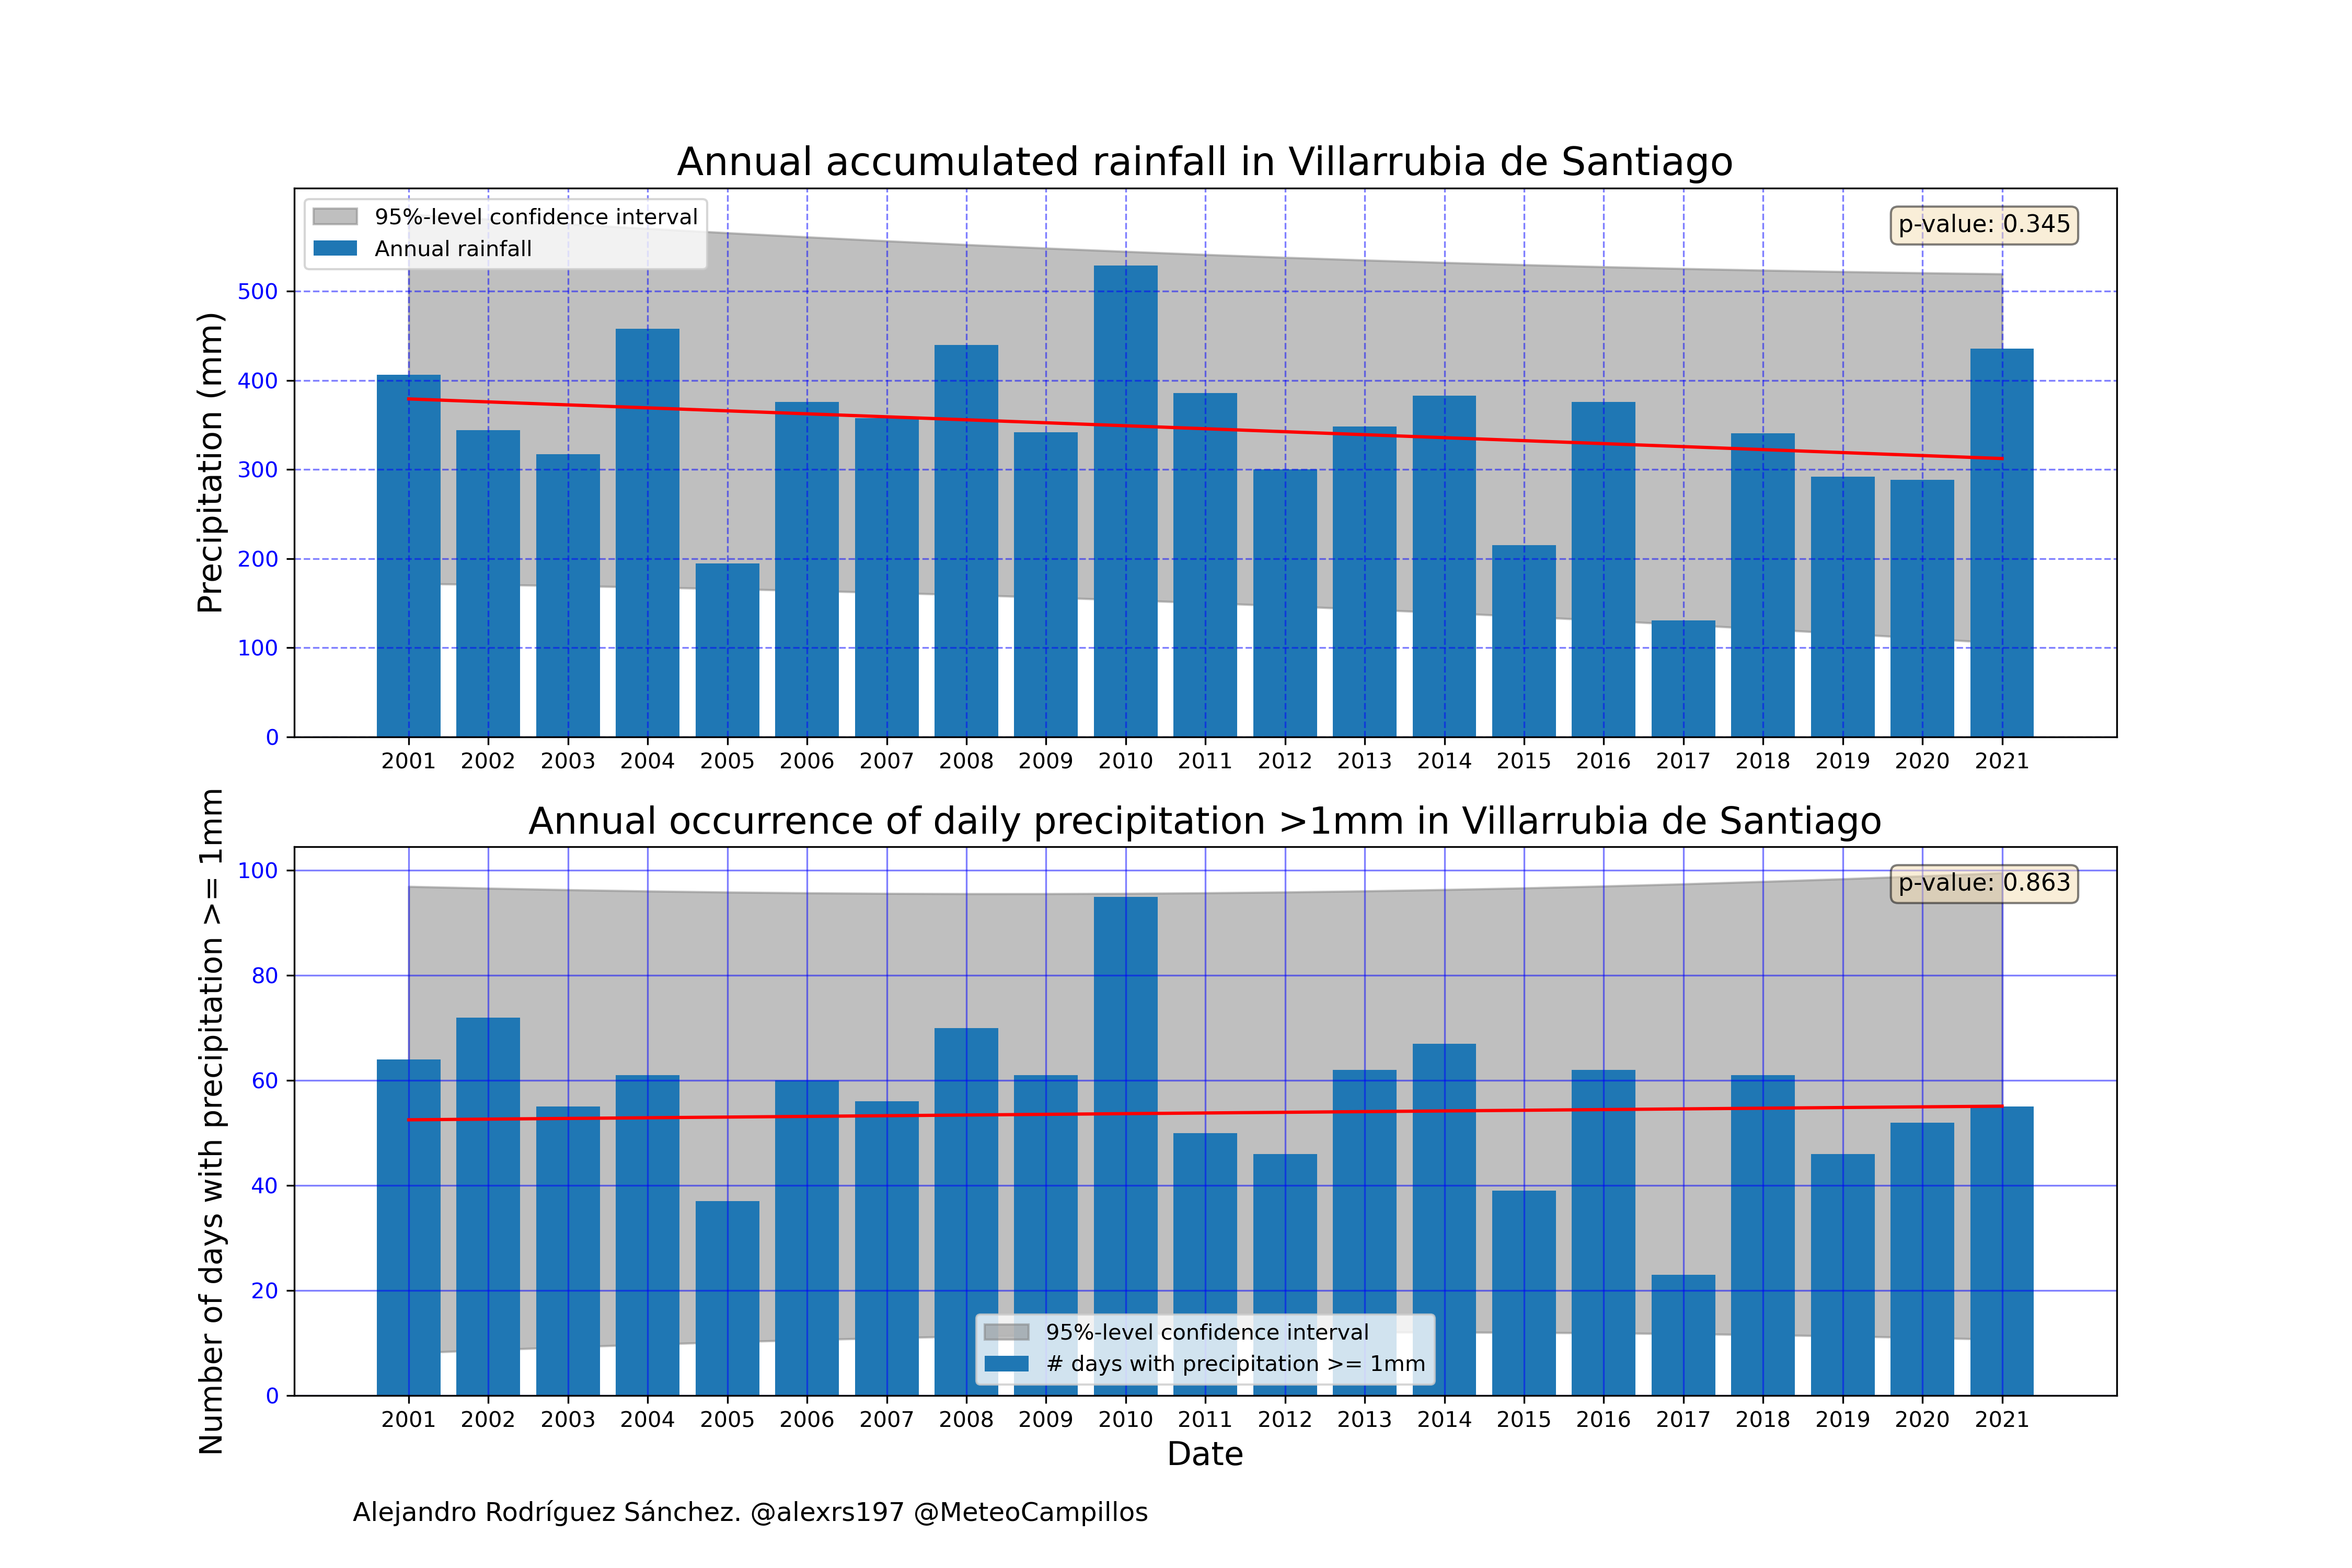 Annual accumulated rainfall in Villarrubia de Santiago
95%-level confidence interval
Annual rainfall
p-value: 0.345
Precipitation (mm)
500
400
300
200
100
0
2001 2002 2003 2004 2005 2006 2007 2008 2009 2010 2011 2012 2013 2014 2015 2016 2017 2018 2019 2020 2021
Annual occurrence of daily precipitation >1mm in Villarrubia de Santiago
p-value: 0.863
Number of days with precipitation >= 1mm
100
80
60
40
20
0
95%-level confidence interval
# days with precipitation >= 1mm
2001 2002 2003 2004 2005 2006 2007 2008 2009 2010 2011 2012 2013 2014 2015 2016 2017 2018 2019 2020 2021
Date
Alejandro Rodríguez Sánchez. @alexrs197 @MeteoCampillos